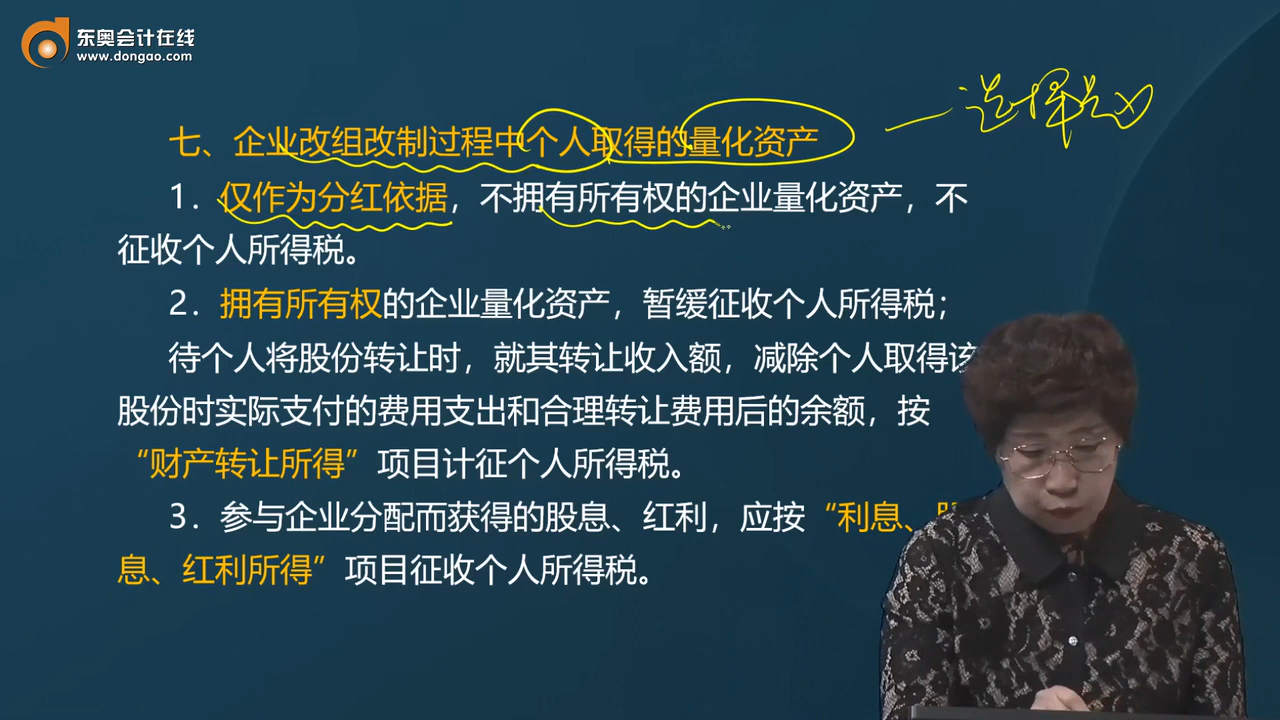 东奥会计在线
www.dongao.com
选择题
七、企业改组改制过程中个人取得的量化资产
1．仅作为分红依据，不拥有所有权的企业量化资产，不
征收个人所得税。
2．拥有所有权的企业量化资产，暂缓征收个人所得税；
待个人将股份转让时，就其转让收入额，减除个人取得该
股份时实际支付的费用支出和合理转让费用后的余额，按
“财产转让所得”项目计征个人所得税。
3．参与企业分配而获得的股息、红利，应按“利息、股
息、红利所得”项目征收个人所得税。